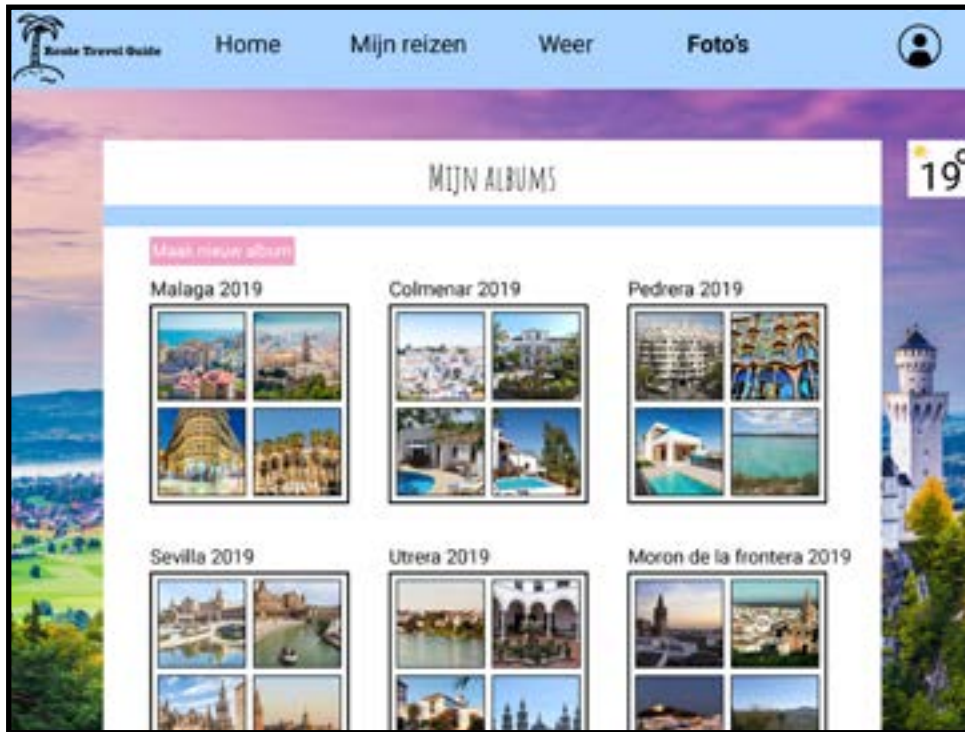 Route Travel Guide
Home
Mijn reizen
Weer
Foto's
19°
Mijn albums
Maak nieuw album
Malaga 2019
Colmenar 2019
Pedrera 2019
Sevilla 2019
Utrera 2019
Moron de la frontera 2019